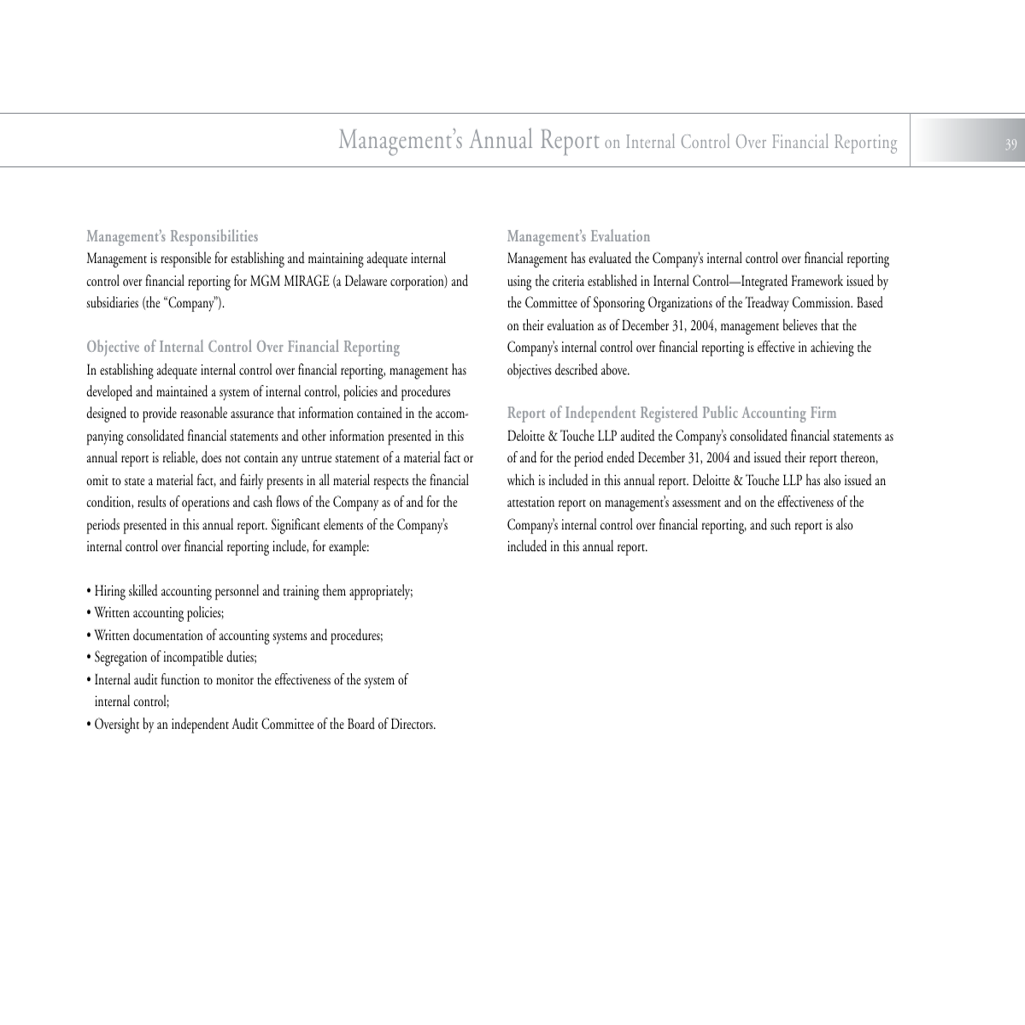 Management's Annual Report on Internal Control Over Financial Reporting
39
Management's Responsibilities
Management is responsible for establishing and maintaining adequate internal
control over financial reporting for MGM MIRAGE (a Delaware corporation) and
subsidiaries (the “Company”).
Objective of Internal Control Over Financial Reporting
In establishing adequate internal control over financial reporting, management has
developed and maintained a system of internal control, policies and procedures
designed to provide reasonable assurance that information contained in the accom-
panying consolidated financial statements and other information presented in this
annual report is reliable, does not contain any untrue statement of a material fact or
omit to state a material fact, and fairly presents in all material respects the financial
condition, results of operations and cash flows of the Company as of and for the
periods presented in this annual report. Significant elements of the Company's
internal control over financial reporting include, for example:
• Hiring skilled accounting personnel and training them appropriately;
• Written accounting policies;
• Written documentation of accounting systems and procedures;
• Segregation of incompatible duties;
• Internal audit function to monitor the effectiveness of the system of
internal control;
• Oversight by an independent Audit Committee of the Board of Directors.
Management's Evaluation
Management has evaluated the Company's internal control over financial reporting
using the criteria established in Internal Control—Integrated Framework issued by
the Committee of Sponsoring Organizations of the Treadway Commission. Based
on their evaluation as of December 31, 2004, management believes that the
Company's internal control over financial reporting is effective in achieving the
objectives described above.
Report of Independent Registered Public Accounting Firm
Deloitte & Touche LLP audited the Company's consolidated financial statements as
of and for the period ended December 31, 2004 and issued their report thereon,
which is included in this annual report. Deloitte & Touche LLP has also issued an
attestation report on management's assessment and on the effectiveness of the
Company's internal control over financial reporting, and such report is also
included in this annual report.